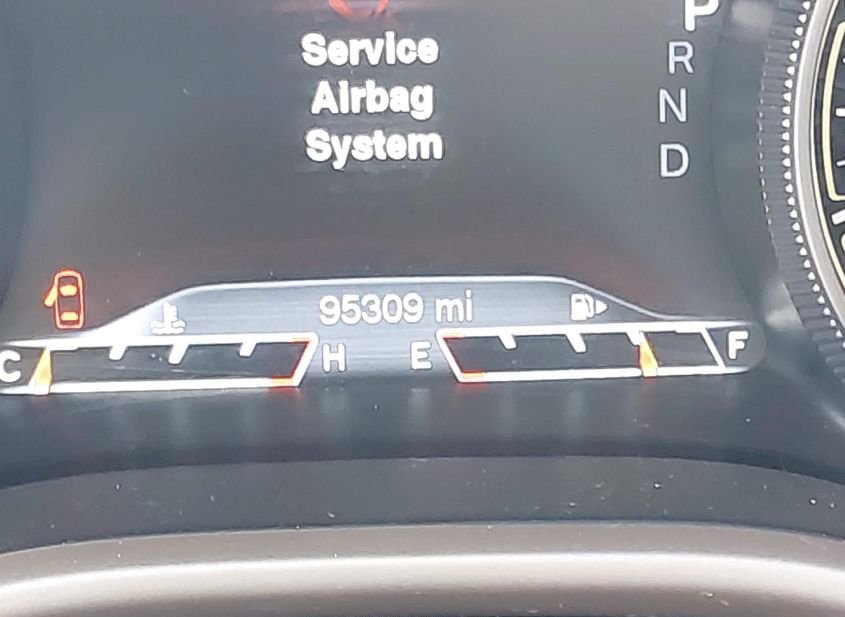 Service
Airbag
System
P
R
N
D
95309 mi
C H E F